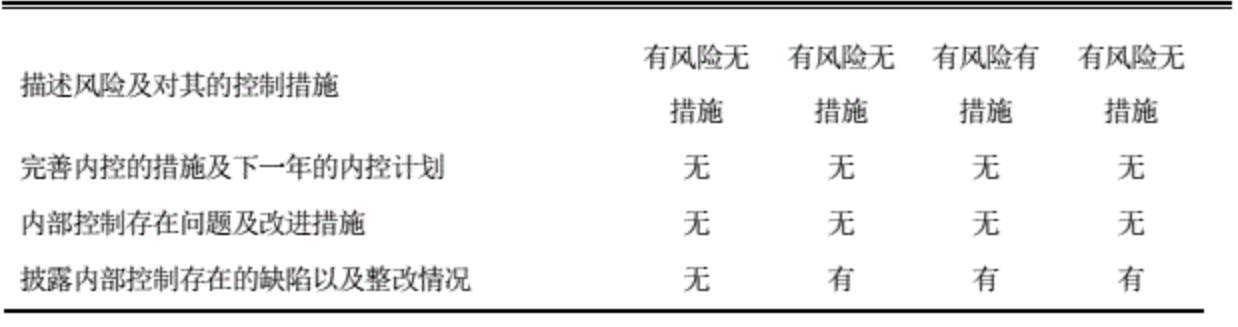 描述风险及对其的控制措施 有风险无措施 有风险无措施 有风险有措施 有风险无措施
完善内控的措施及下一年的内控计划 无 无 无 无
内部控制存在问题及改进措施 无 无 无 无
披露内部控制存在的缺陷以及整改情况 无 有 有 有